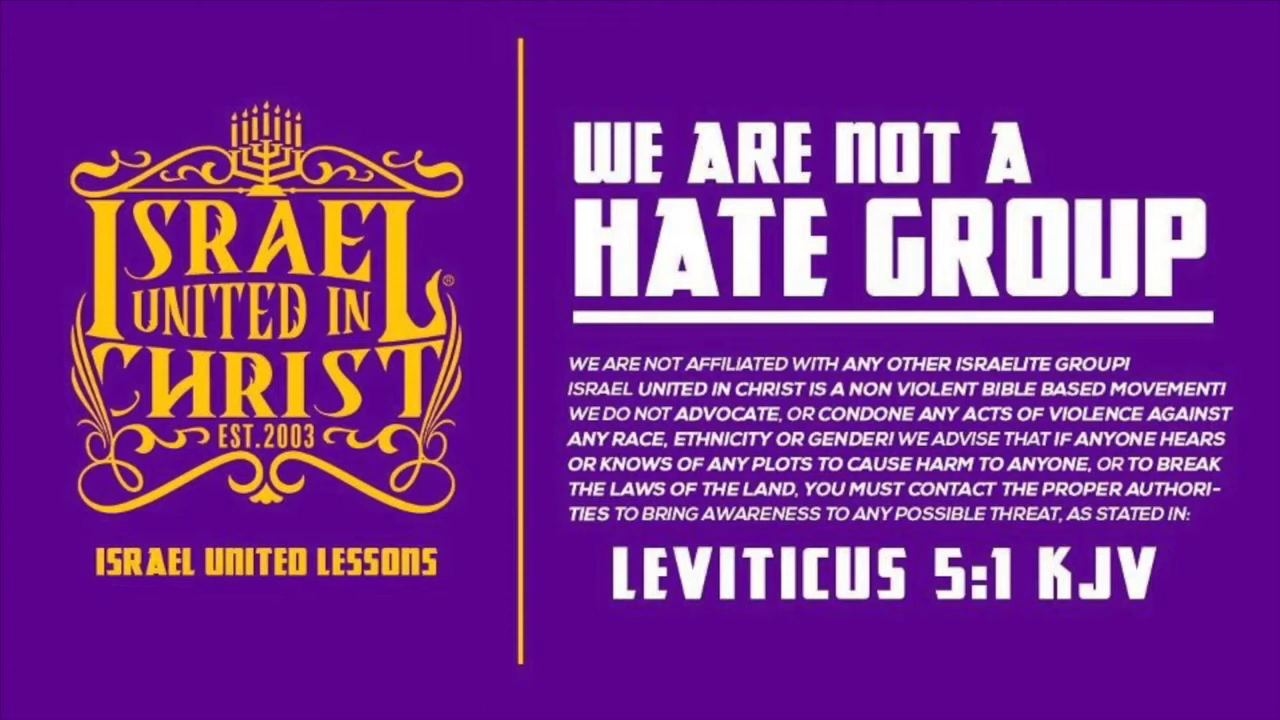 ISRAEL
UNITED IN
CHRIST
EST. 2003
ISRAEL UNITED LESSONS
WE ARE NOT A
HATE GROUP
WE ARE NOT AFFILIATED WITH ANY OTHER ISRAELITE GROUP!
ISRAEL UNITED IN CHRIST IS A NON VIOLENT BIBLE BASED MOVEMENT!
WE DO NOT ADVOCATE, OR CONDONE ANY ACTS OF VIOLENCE AGAINST
ANY RACE, ETHNICITY OR GENDER! WE ADVISE THAT IF ANYONE HEARS
OR KNOWS OF ANY PLOTS TO CAUSE HARM TO ANYONE, OR TO BREAK
THE LAWS OF THE LAND, YOU MUST CONTACT THE PROPER AUTHORI-
TIES TO BRING AWARENESS TO ANY POSSIBLE THREAT, AS STATED IN:
LEVITICUS 5:1 KJV